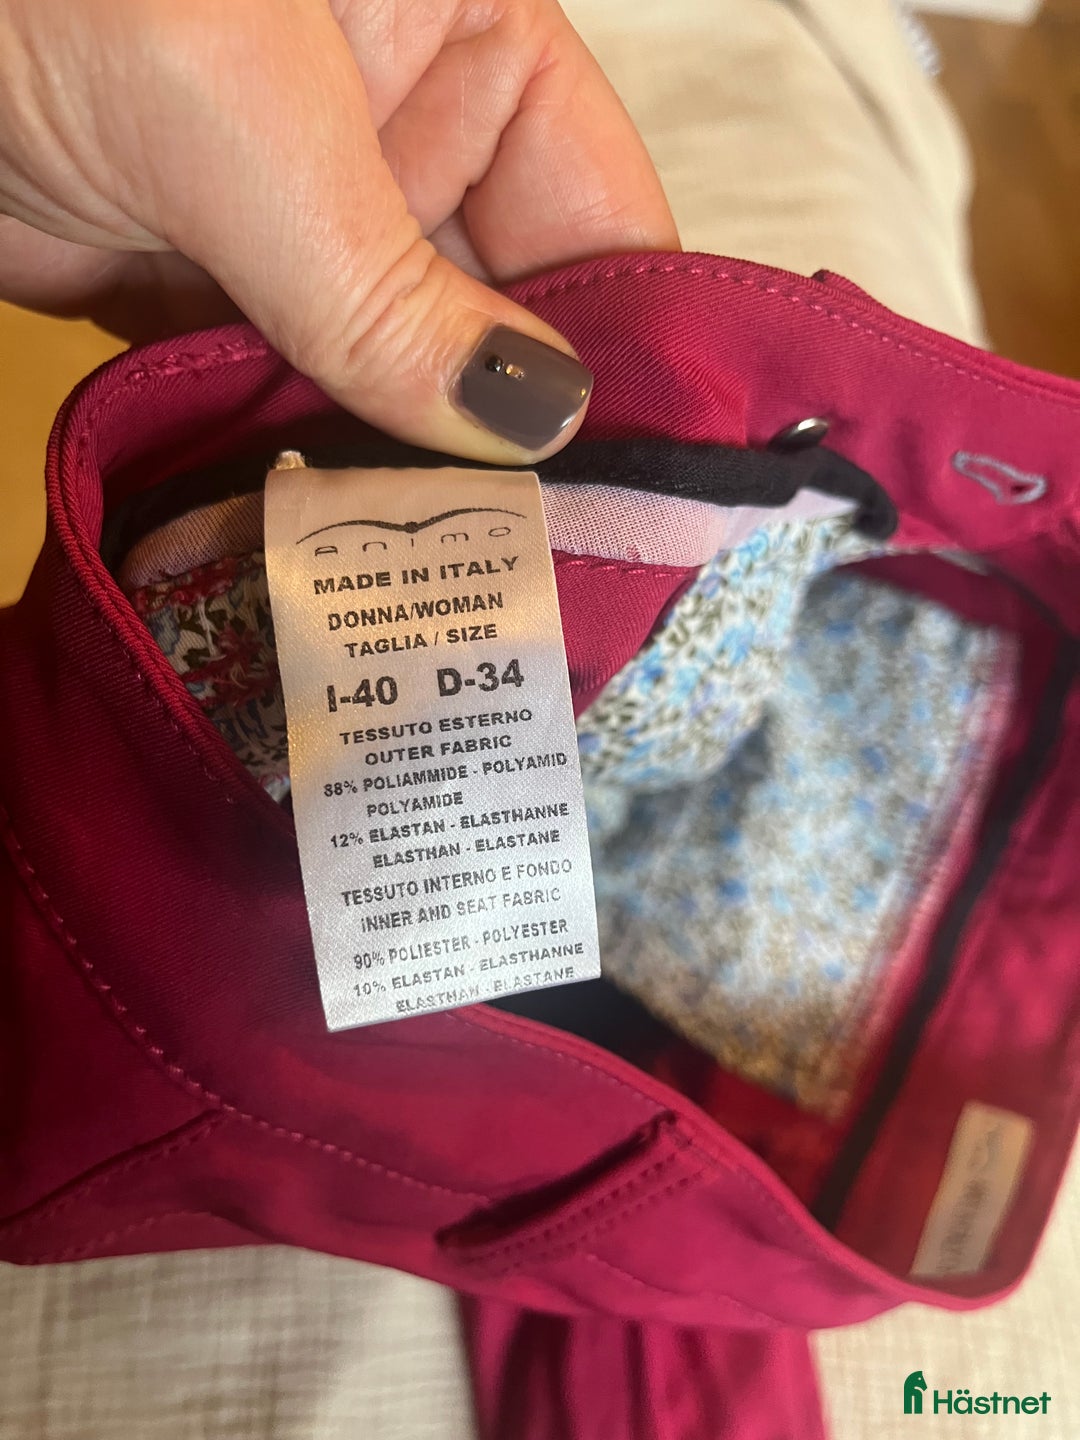 animo
MADE IN ITALY
DONNA/WOMAN
TAGLIA / SIZE
I-40 D-34
TESSUTO ESTERNO
OUTER FABRIC
88% POLIAMMIDE - POLYAMID
POLYAMIDE
12% ELASTAN - ELASTHANNE
ELASTHAN - ELASTANE
TESSUTO INTERNO E FONDO
INNER AND SEAT FABRIC
90% POLIESTER - POLYESTER
10% ELASTAN - ELASTHANNE
ELASTHAN - ELASTANE
Hästnet